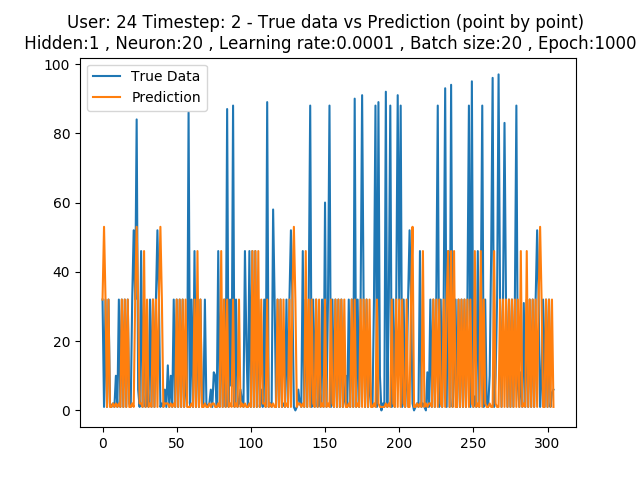 User: 24 Timestep: 2 - True data vs Prediction (point by point)
Hidden:1 , Neuron:20 , Learning rate:0.0001 , Batch size:20 , Epoch:1000
True Data
Prediction
100
80
60
40
20
0
0 50 100 150 200 250 300